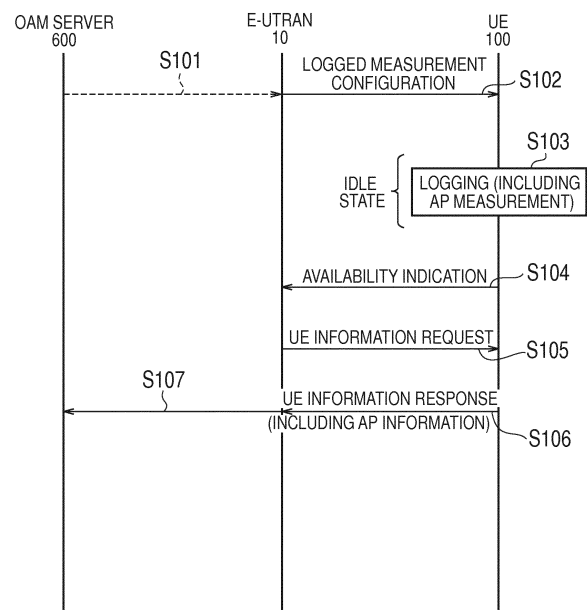 OAM SERVER
600
E-UTRAN
10
UE
100
S101
LOGGED MEASUREMENT
CONFIGURATION
S102
S103
IDLE
STATE
LOGGING (INCLUDING
AP MEASUREMENT)
AVAILABILITY INDICATION
S104
UE INFORMATION REQUEST
S105
S107
UE INFORMATION RESPONSE
(INCLUDING AP INFORMATION)
S106